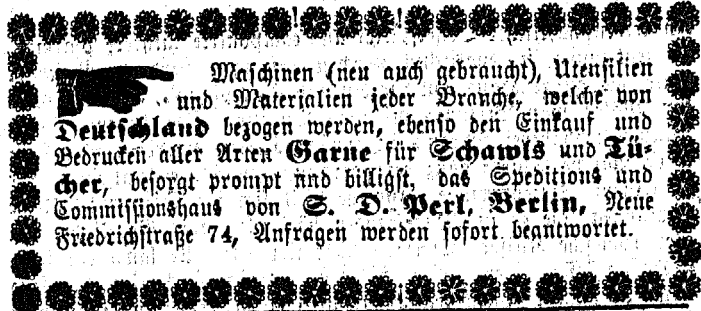 Maschinen (neu auch gebraucht), Utensilien
und Materialien jeder Branche, welche von
Deutschland bezogen werden, ebenso den Einkauf und
Bedrucken aller Arten Garne für Schawls und Tü-
cher, besorgt prompt nnd billigst, das Speditions und
Commissionshaus von S. D. Perl, Berlin, Neue
Friedrichstraße 74, Anfragen werden sofort beantwortet.